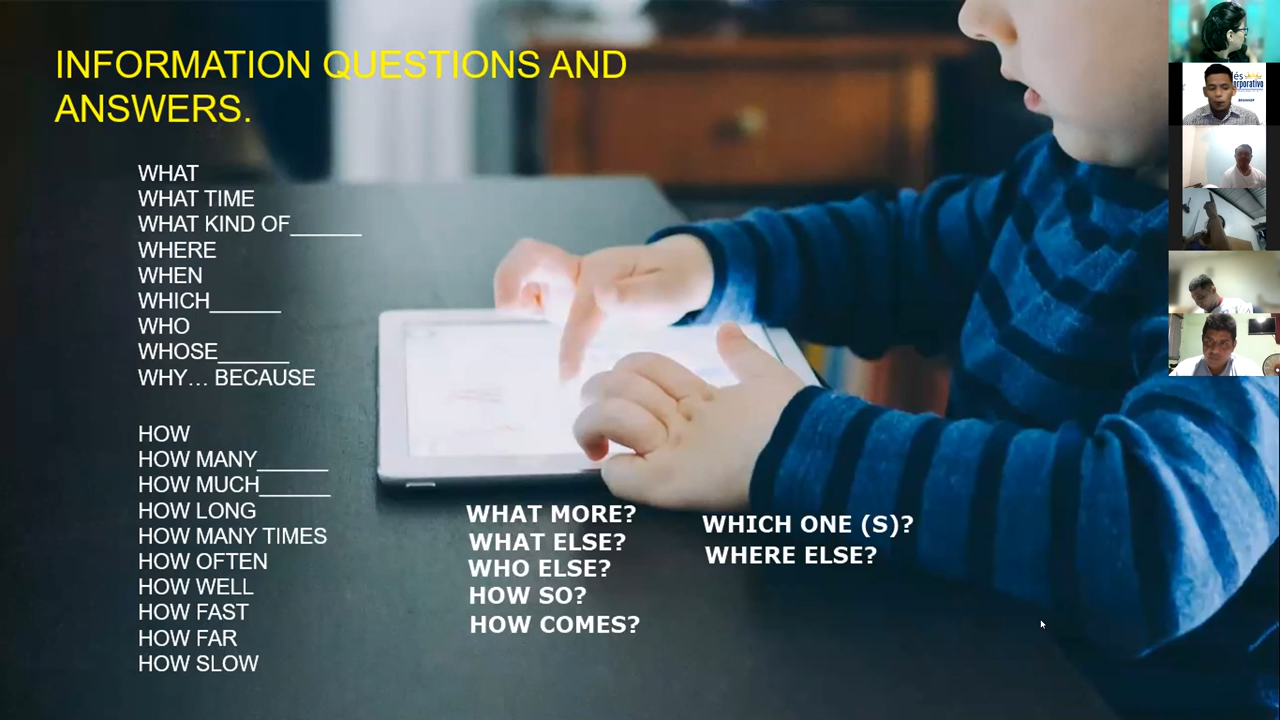 INFORMATION QUESTIONS AND
ANSWERS.
WHAT
WHAT TIME
WHAT KIND OF______
WHERE
WHEN
WHICH______
WHO
WHOSE______
WHY… BECAUSE
HOW
HOW MANY______
HOW MUCH______
HOW LONG
HOW MANY TIMES
HOW OFTEN
HOW WELL
HOW FAST
HOW FAR
HOW SLOW
WHAT MORE?
WHAT ELSE?
WHO ELSE?
HOW SO?
HOW COMES?
WHICH ONE (S)?
WHERE ELSE?
és
orporativo